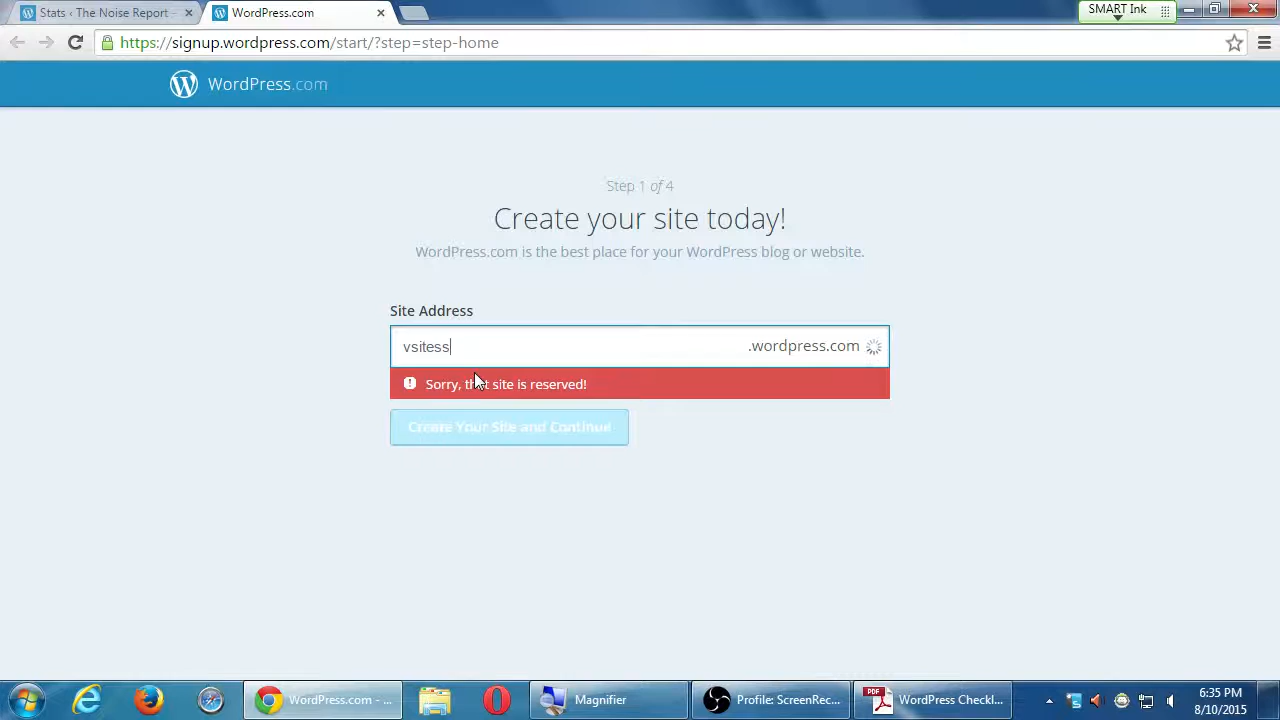 Stats ‹ The Noise Report
WordPress.com
SMART Ink
https://signup.wordpress.com/start/?step=step-home
WordPress.com
Step 1 of 4
Create your site today!
WordPress.com is the best place for your WordPress blog or website.
Site Address
vsitess .wordpress.com
Sorry, that site is reserved!
Create Your Site and Continue
WordPress.com - ...
Magnifier
Profile: ScreenRec...
PDF
WordPress Checkl...
6:35 PM
8/10/2015